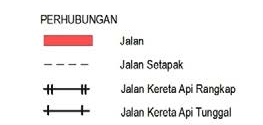 PERHUBUNGAN
Jalan
Jalan Setapak
Jalan Kereta Api Rangkap
Jalan Kereta Api Tunggal